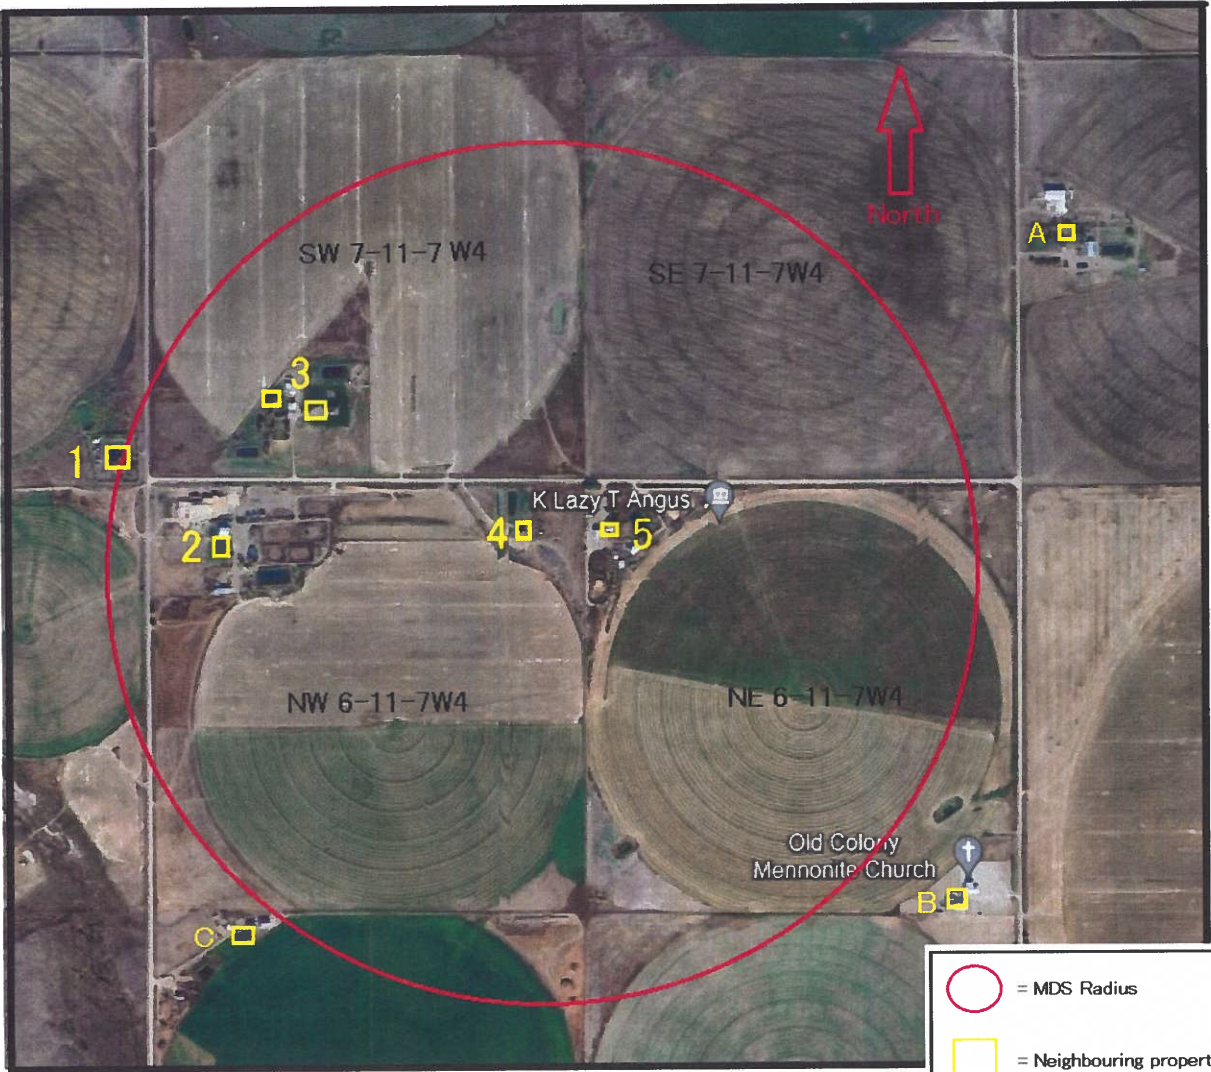 North
A
SW 7-11-7 W4
SE 7-11-7W4
3
1
K Lazy T Angus
2
4
5
NW 6-11-7W4
NE 6-11-7W4
Old Colony
Mennonite Church
B
C
= MDS Radius
= Neighbouring propert